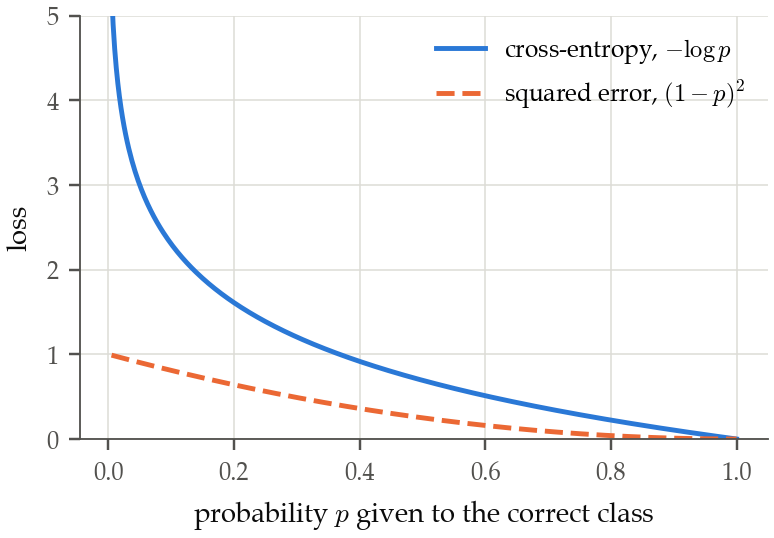 5
4
3
2
1
0
loss
cross-entropy, −log p
squared error, (1 − p)²
0.0 0.2 0.4 0.6 0.8 1.0
probability p given to the correct class